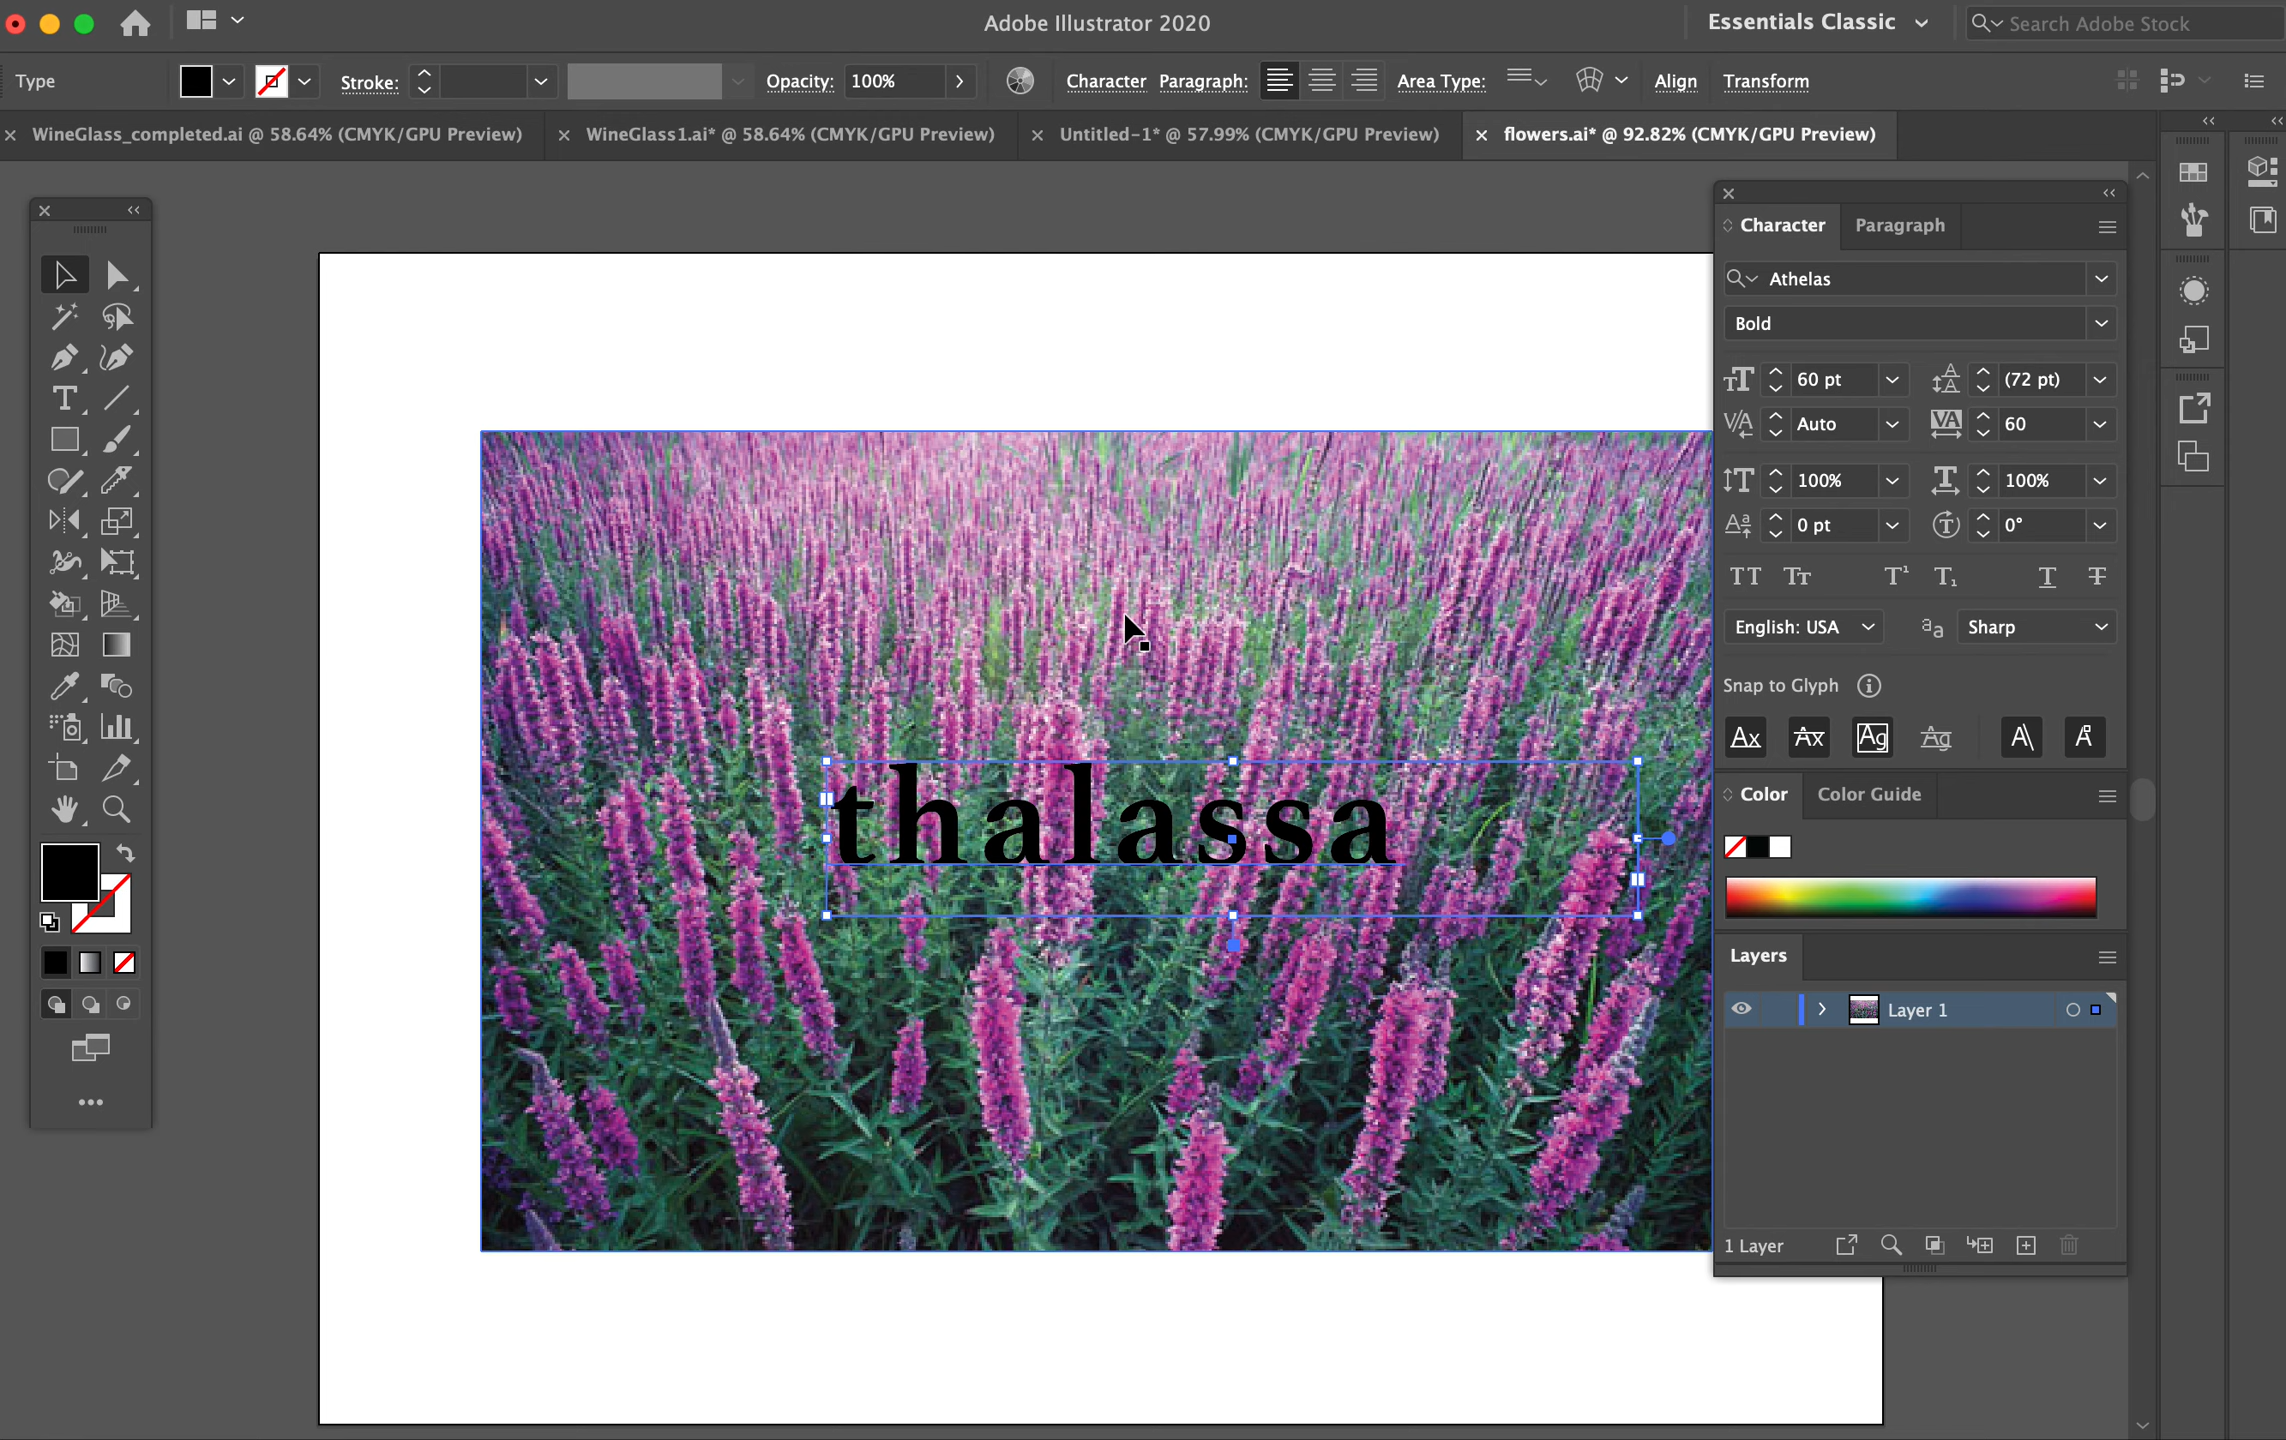 Adobe Illustrator 2020
Essentials Classic
Search Adobe Stock
Type
Stroke:
Opacity: 100%
Character Paragraph:
Area Type:
Align
Transform
WineGlass_completed.ai @ 58.64% (CMYK/GPU Preview)
WineGlass1.ai* @ 58.64% (CMYK/GPU Preview)
Untitled-1* @ 57.99% (CMYK/GPU Preview)
flowers.ai* @ 92.82% (CMYK/GPU Preview)
Character Paragraph
Athelas
Bold
60 pt (72 pt)
Auto 60
100% 100%
0 pt 0°
English: USA Sharp
Snap to Glyph
thalassa
Color Color Guide
Layers
Layer 1
1 Layer